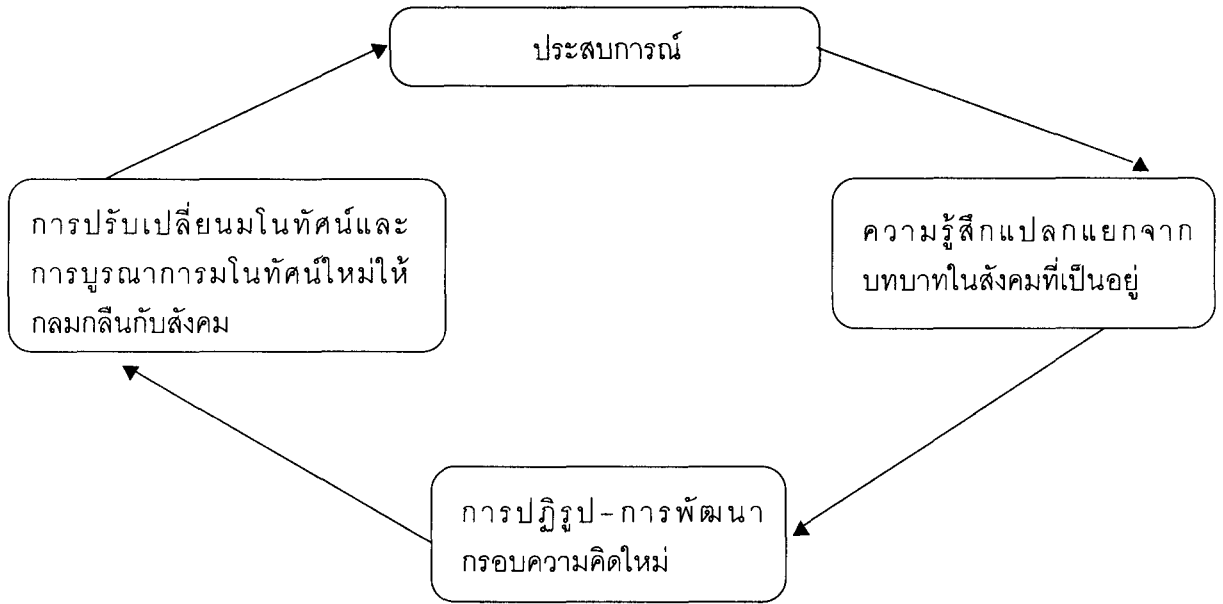 ประสบการณ์
การปรับเปลี่ยนมโนทัศน์และ
การบูรณาการมโนทัศน์ใหม่ให้
กลมกลืนกับสังคม
ความรู้สึกแปลกแยกจาก
บทบาทในสังคมที่เป็นอยู่
การปฏิรูป-การพัฒนา
กรอบความคิดใหม่